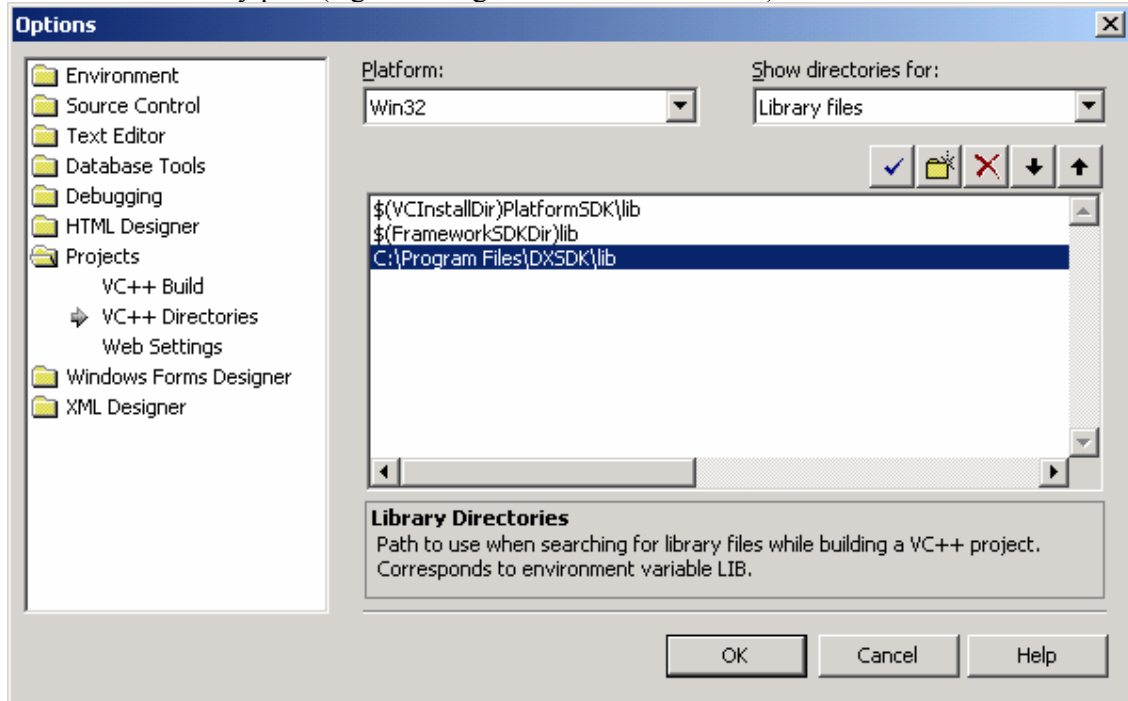 Options
Environment
Source Control
Text Editor
Database Tools
Debugging
HTML Designer
Projects
VC++ Build
VC++ Directories
Web Settings
Windows Forms Designer
XML Designer
Platform:
Win32
Show directories for:
Library files
$(VCInstallDir)PlatformSDK\lib
$(FrameworkSDKDir)lib
C:\Program Files\DXSDK\lib
Library Directories
Path to use when searching for library files while building a VC++ project.
Corresponds to environment variable LIB.
OK
Cancel
Help